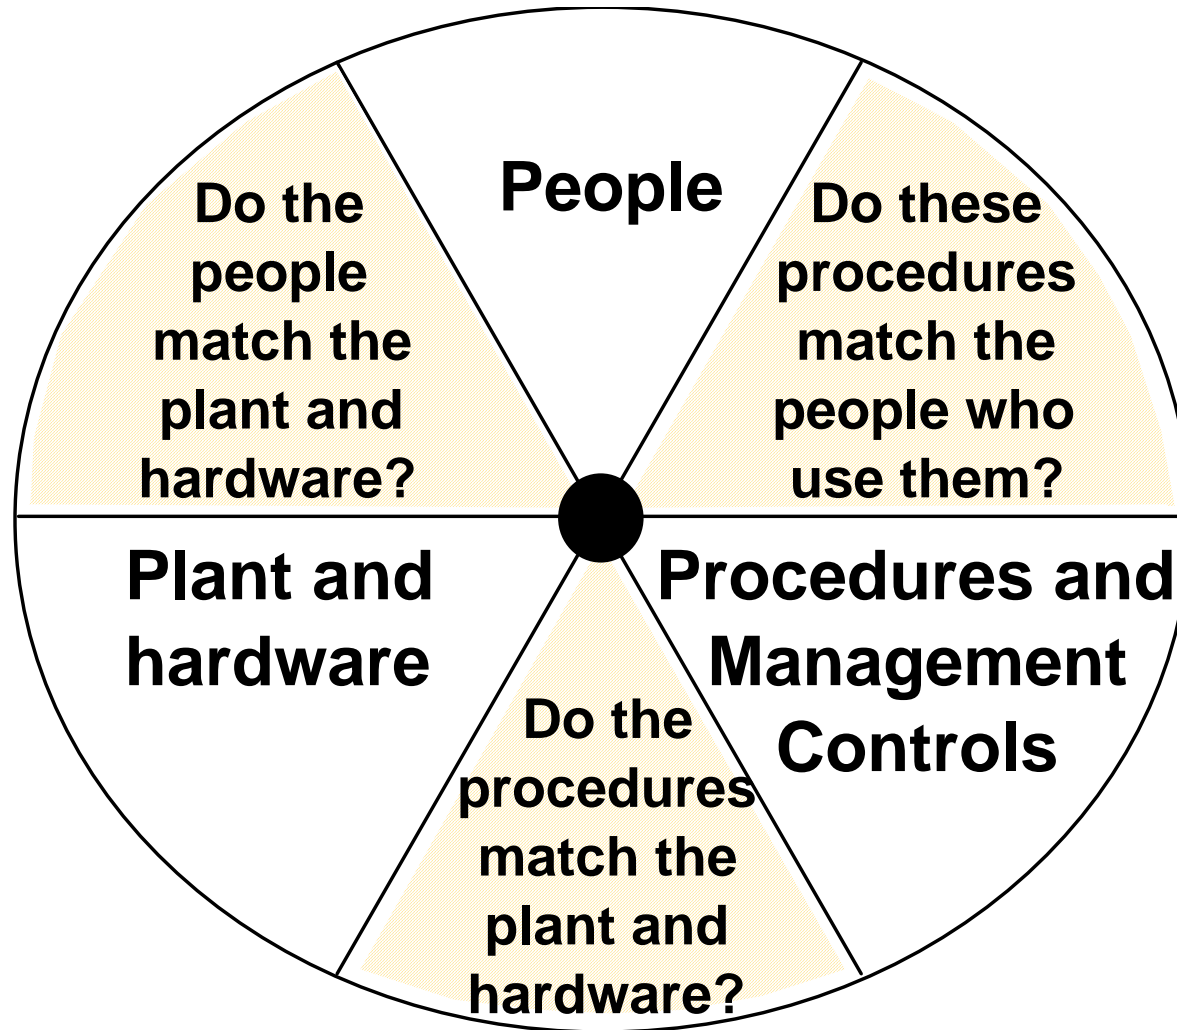 People
Do these
procedures
match the
people who
use them?
Procedures and
Management
Controls
Do the
procedures
match the
plant and
hardware?
Plant and
hardware
Do the
people
match the
plant and
hardware?